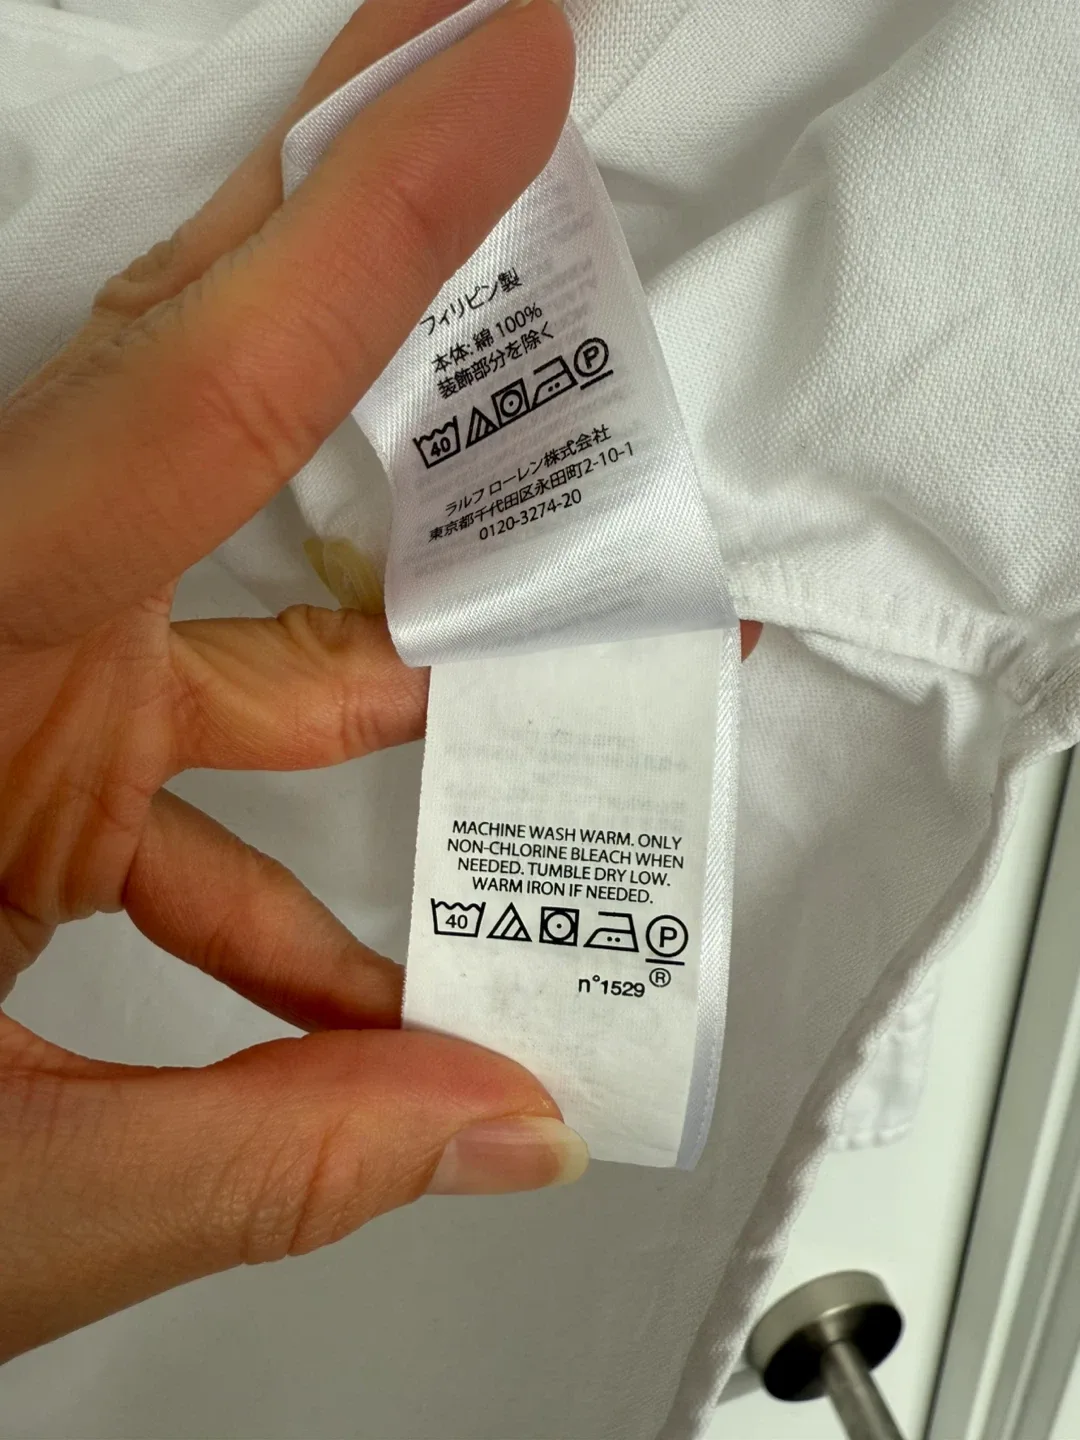 フィリピン製
本体: 綿 100%
装飾部分を除く
40 P
ラルフ ローレン株式会社
東京都千代田区永田町2-10-1
0120-3274-20
MACHINE WASH WARM. ONLY
NON-CHLORINE BLEACH WHEN
NEEDED. TUMBLE DRY LOW.
WARM IRON IF NEEDED.
40 P
n°1529 ®